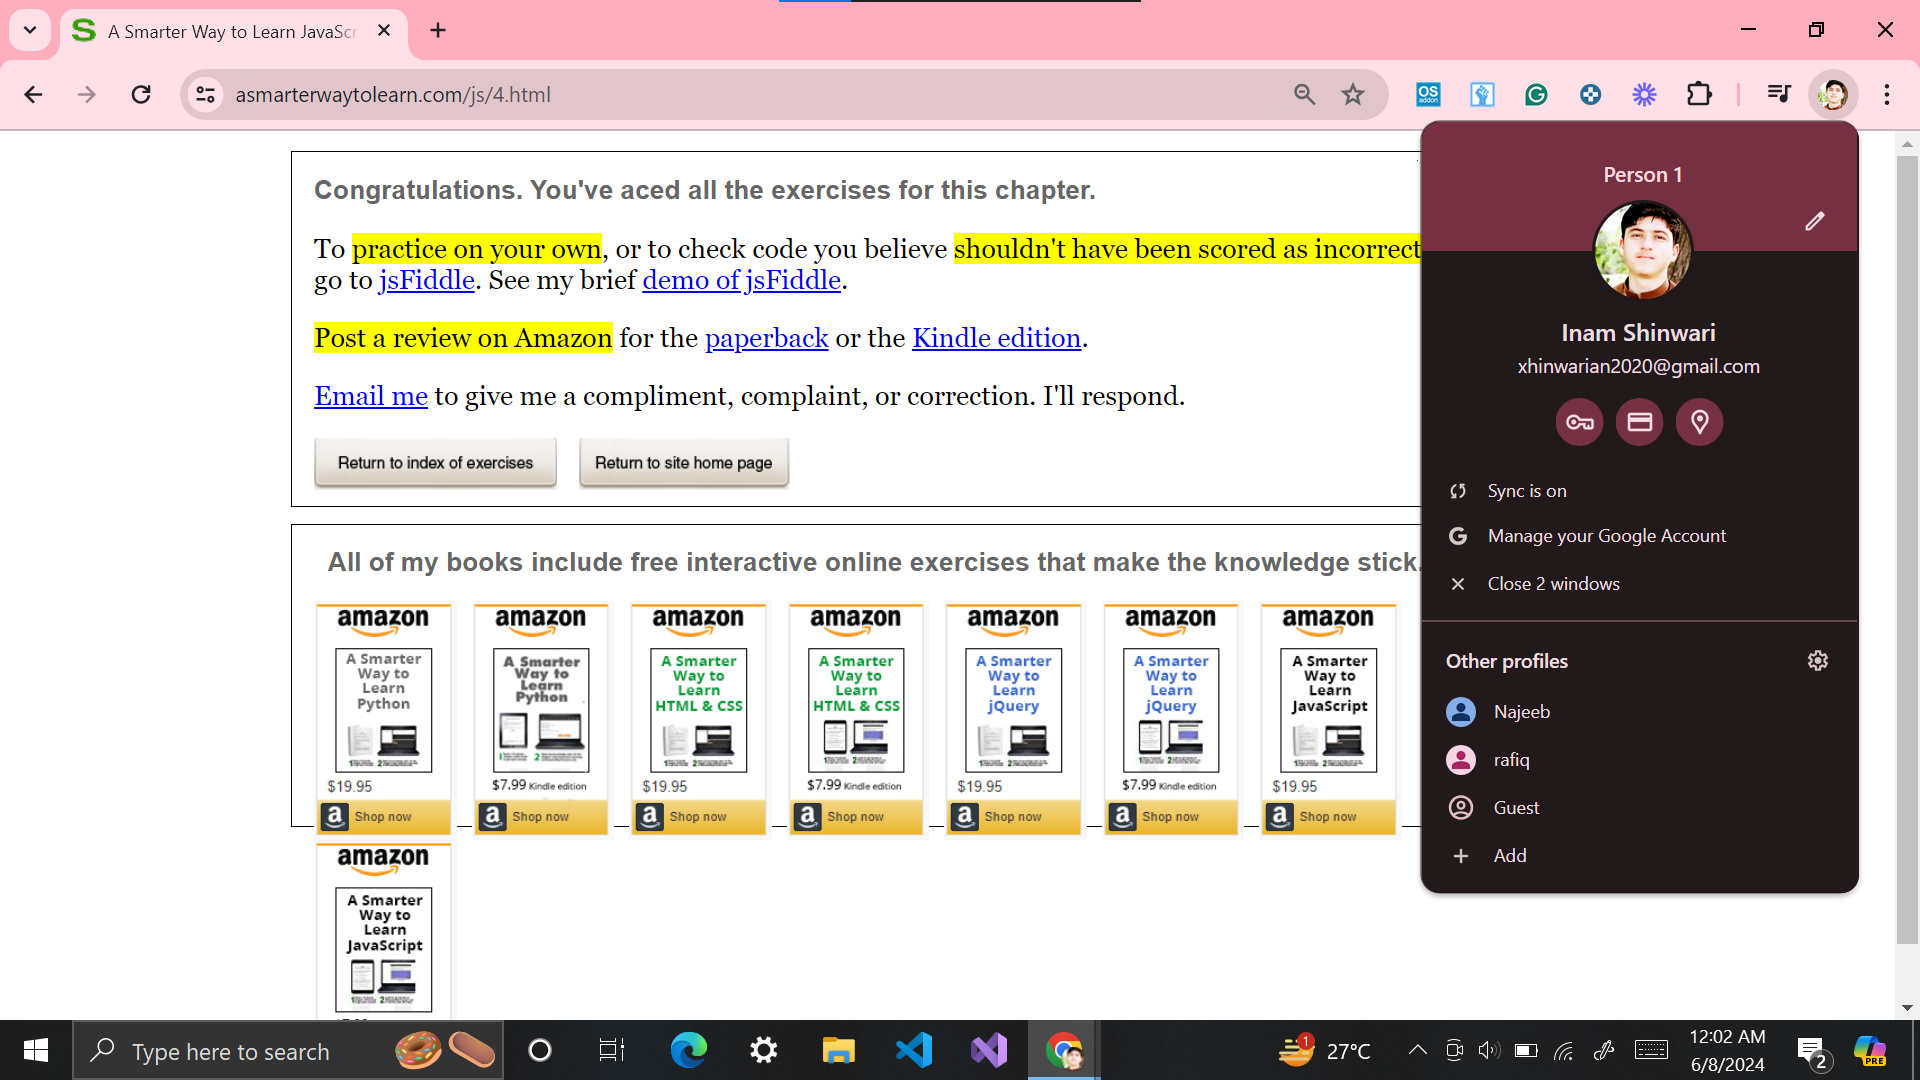 A Smarter Way to Learn JavaScr
asmarterwaytolearn.com/js/4.html
OS
addon
Congratulations. You've aced all the exercises for this chapter.
To practice on your own, or to check code you believe shouldn't have been scored as incorrect
go to jsFiddle. See my brief demo of jsFiddle.
Post a review on Amazon for the paperback or the Kindle edition.
Email me to give me a compliment, complaint, or correction. I'll respond.
Return to index of exercises
Return to site home page
All of my books include free interactive online exercises that make the knowledge stick.
amazon
A Smarter
Way to
Learn
Python
$19.95
Shop now
amazon
A Smarter
Way to
Learn
Python
$7.99 Kindle edition
Shop now
amazon
A Smarter
Way to
Learn
HTML & CSS
$19.95
Shop now
amazon
A Smarter
Way to
Learn
HTML & CSS
$7.99 Kindle edition
Shop now
amazon
A Smarter
Way to
Learn
jQuery
$19.95
Shop now
amazon
A Smarter
Way to
Learn
jQuery
$7.99 Kindle edition
Shop now
amazon
A Smarter
Way to
Learn
JavaScript
$19.95
Shop now
amazon
A Smarter
Way to
Learn
JavaScript
Person 1
Inam Shinwari
xhinwarian2020@gmail.com
Sync is on
Manage your Google Account
Close 2 windows
Other profiles
Najeeb
rafiq
Guest
Add
Type here to search
1
27°C
12:02 AM
6/8/2024
2
PRE